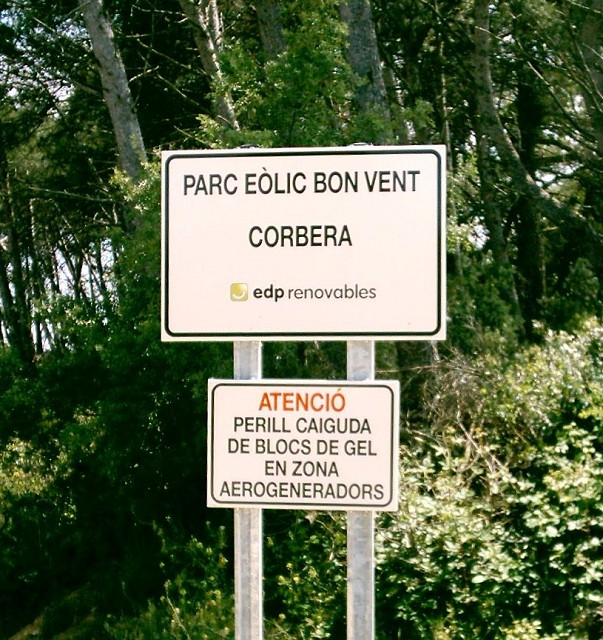 PARC EÒLIC BON VENT
CORBERA
edp renovables
ATENCIÓ
PERILL CAIGUDA
DE BLOCS DE GEL
EN ZONA
AEROGENERADORS